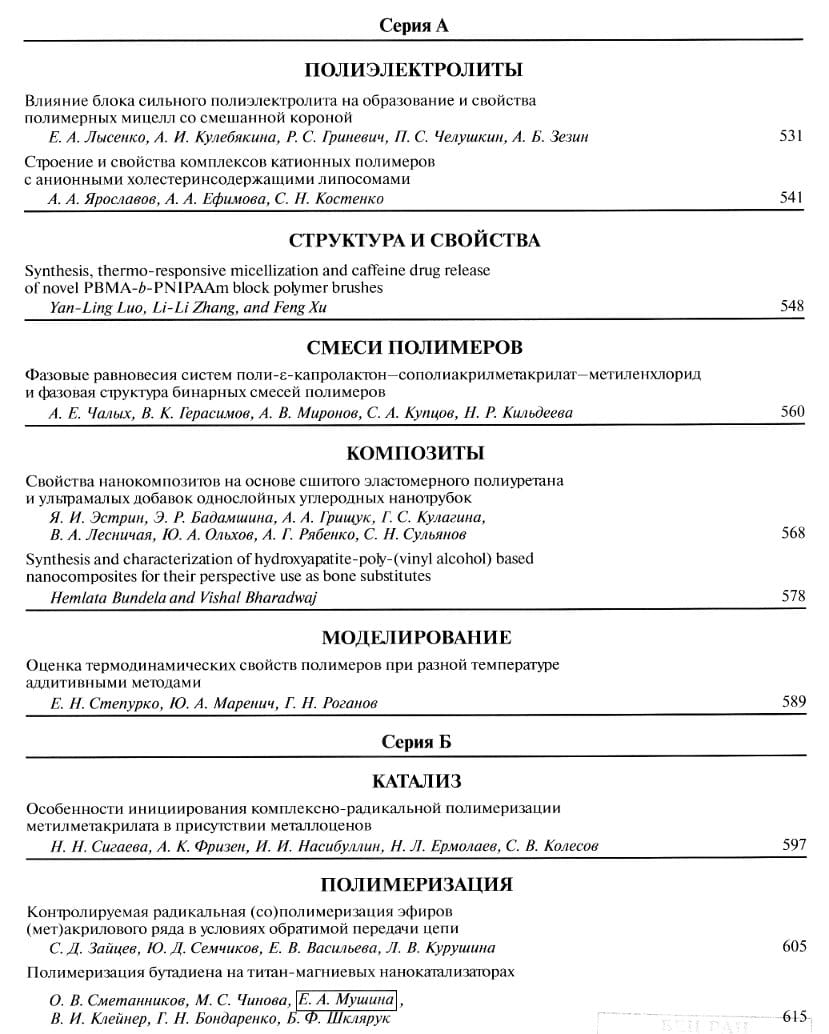 Серия А
ПОЛИЭЛЕКТРОЛИТЫ
Влияние блока сильного полиэлектролита на образование и свойства
полимерных мицелл со смешанной короной
Е. А. Лысенко, А. И. Кулебякина, Р. С. Гриневич, П. С. Челушкин, А. Б. Зезин 531
Строение и свойства комплексов катионных полимеров
с анионными холестеринсодержащими липосомами
А. А. Ярославов, А. А. Ефимова, С. Н. Костенко 541
СТРУКТУРА И СВОЙСТВА
Synthesis, thermo-responsive micellization and caffeine drug release
of novel PBMA-b-PNIPAAm block polymer brushes
Yan-Ling Luo, Li-Li Zhang, and Feng Xu 548
СМЕСИ ПОЛИМЕРОВ
Фазовые равновесия систем поли-ε-капролактон–сополиакрилметакрилат–метиленхлорид
и фазовая структура бинарных смесей полимеров
А. Е. Чалых, В. К. Герасимов, А. В. Миронов, С. А. Купцов, Н. Р. Кильдеева 560
КОМПОЗИТЫ
Свойства нанокомпозитов на основе сшитого эластомерного полиуретана
и ультрамалых добавок однослойных углеродных нанотрубок
Я. И. Эстрин, Э. Р. Бадамшина, А. А. Грищук, Г. С. Кулагина,
В. А. Лесничая, Ю. А. Ольхов, А. Г. Рябенко, С. Н. Сульянов 568
Synthesis and characterization of hydroxyapatite-poly-(vinyl alcohol) based
nanocomposites for their perspective use as bone substitutes
Hemlata Bundela and Vishal Bharadwaj 578
МОДЕЛИРОВАНИЕ
Оценка термодинамических свойств полимеров при разной температуре
аддитивными методами
Е. Н. Степурко, Ю. А. Маренич, Г. Н. Роганов 589
Серия Б
КАТАЛИЗ
Особенности инициирования комплексно-радикальной полимеризации
метилметакрилата в присутствии металлоценов
Н. Н. Сигаева, А. К. Фризен, И. И. Насибуллин, Н. Л. Ермолаев, С. В. Колесов 597
ПОЛИМЕРИЗАЦИЯ
Контролируемая радикальная (со)полимеризация эфиров
(мет)акрилового ряда в условиях обратимой передачи цепи
С. Д. Зайцев, Ю. Д. Семчиков, Е. В. Васильева, Л. В. Курушина 605
Полимеризация бутадиена на титан-магниевых нанокатализаторах
О. В. Сметанников, М. С. Чинова, Е. А. Мушина,
В. И. Клейнер, Г. Н. Бондаренко, Б. Ф. Шклярук 615